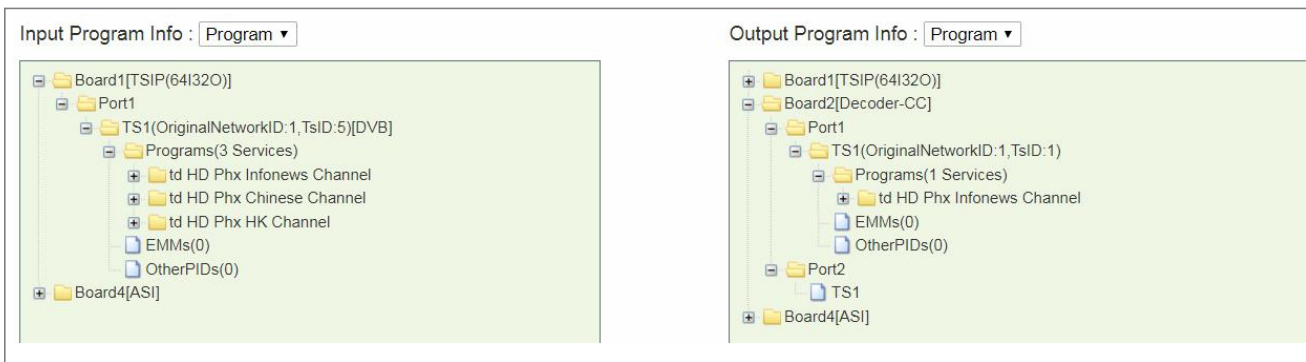 Input Program Info : Program
Board1[TSIP(64I32O)]
Port1
TS1(OriginalNetworkID:1,TsID:5)[DVB]
Programs(3 Services)
td HD Phx Infonews Channel
td HD Phx Chinese Channel
td HD Phx HK Channel
EMMs(0)
OtherPIDs(0)
Board4[ASI]
Output Program Info : Program
Board1[TSIP(64I32O)]
Board2[Decoder-CC]
Port1
TS1(OriginalNetworkID:1,TsID:1)
Programs(1 Services)
td HD Phx Infonews Channel
EMMs(0)
OtherPIDs(0)
Port2
TS1
Board4[ASI]